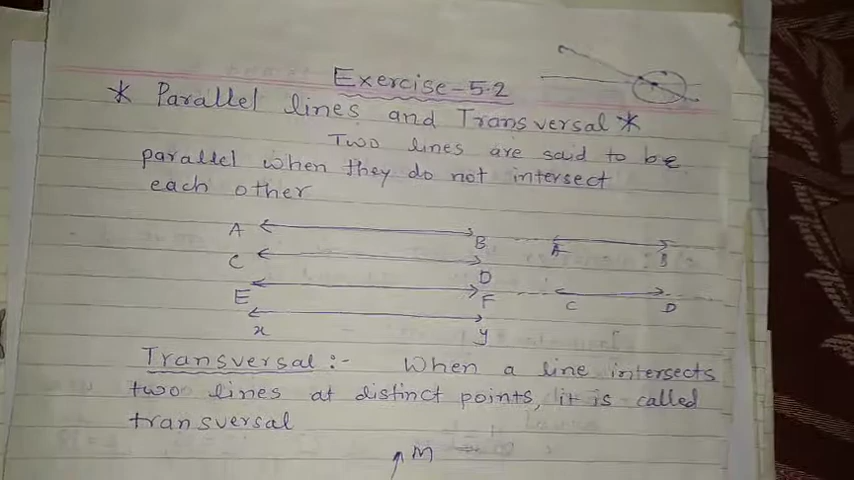 Exercise-5.2
* Parallel lines and Transversal *
Two lines are said to be
parallel when they do not intersect
each other
A B A B
C D
E F C D
x y
Transversal :- When a line intersects
two lines at distinct points, it is called
transversal
M